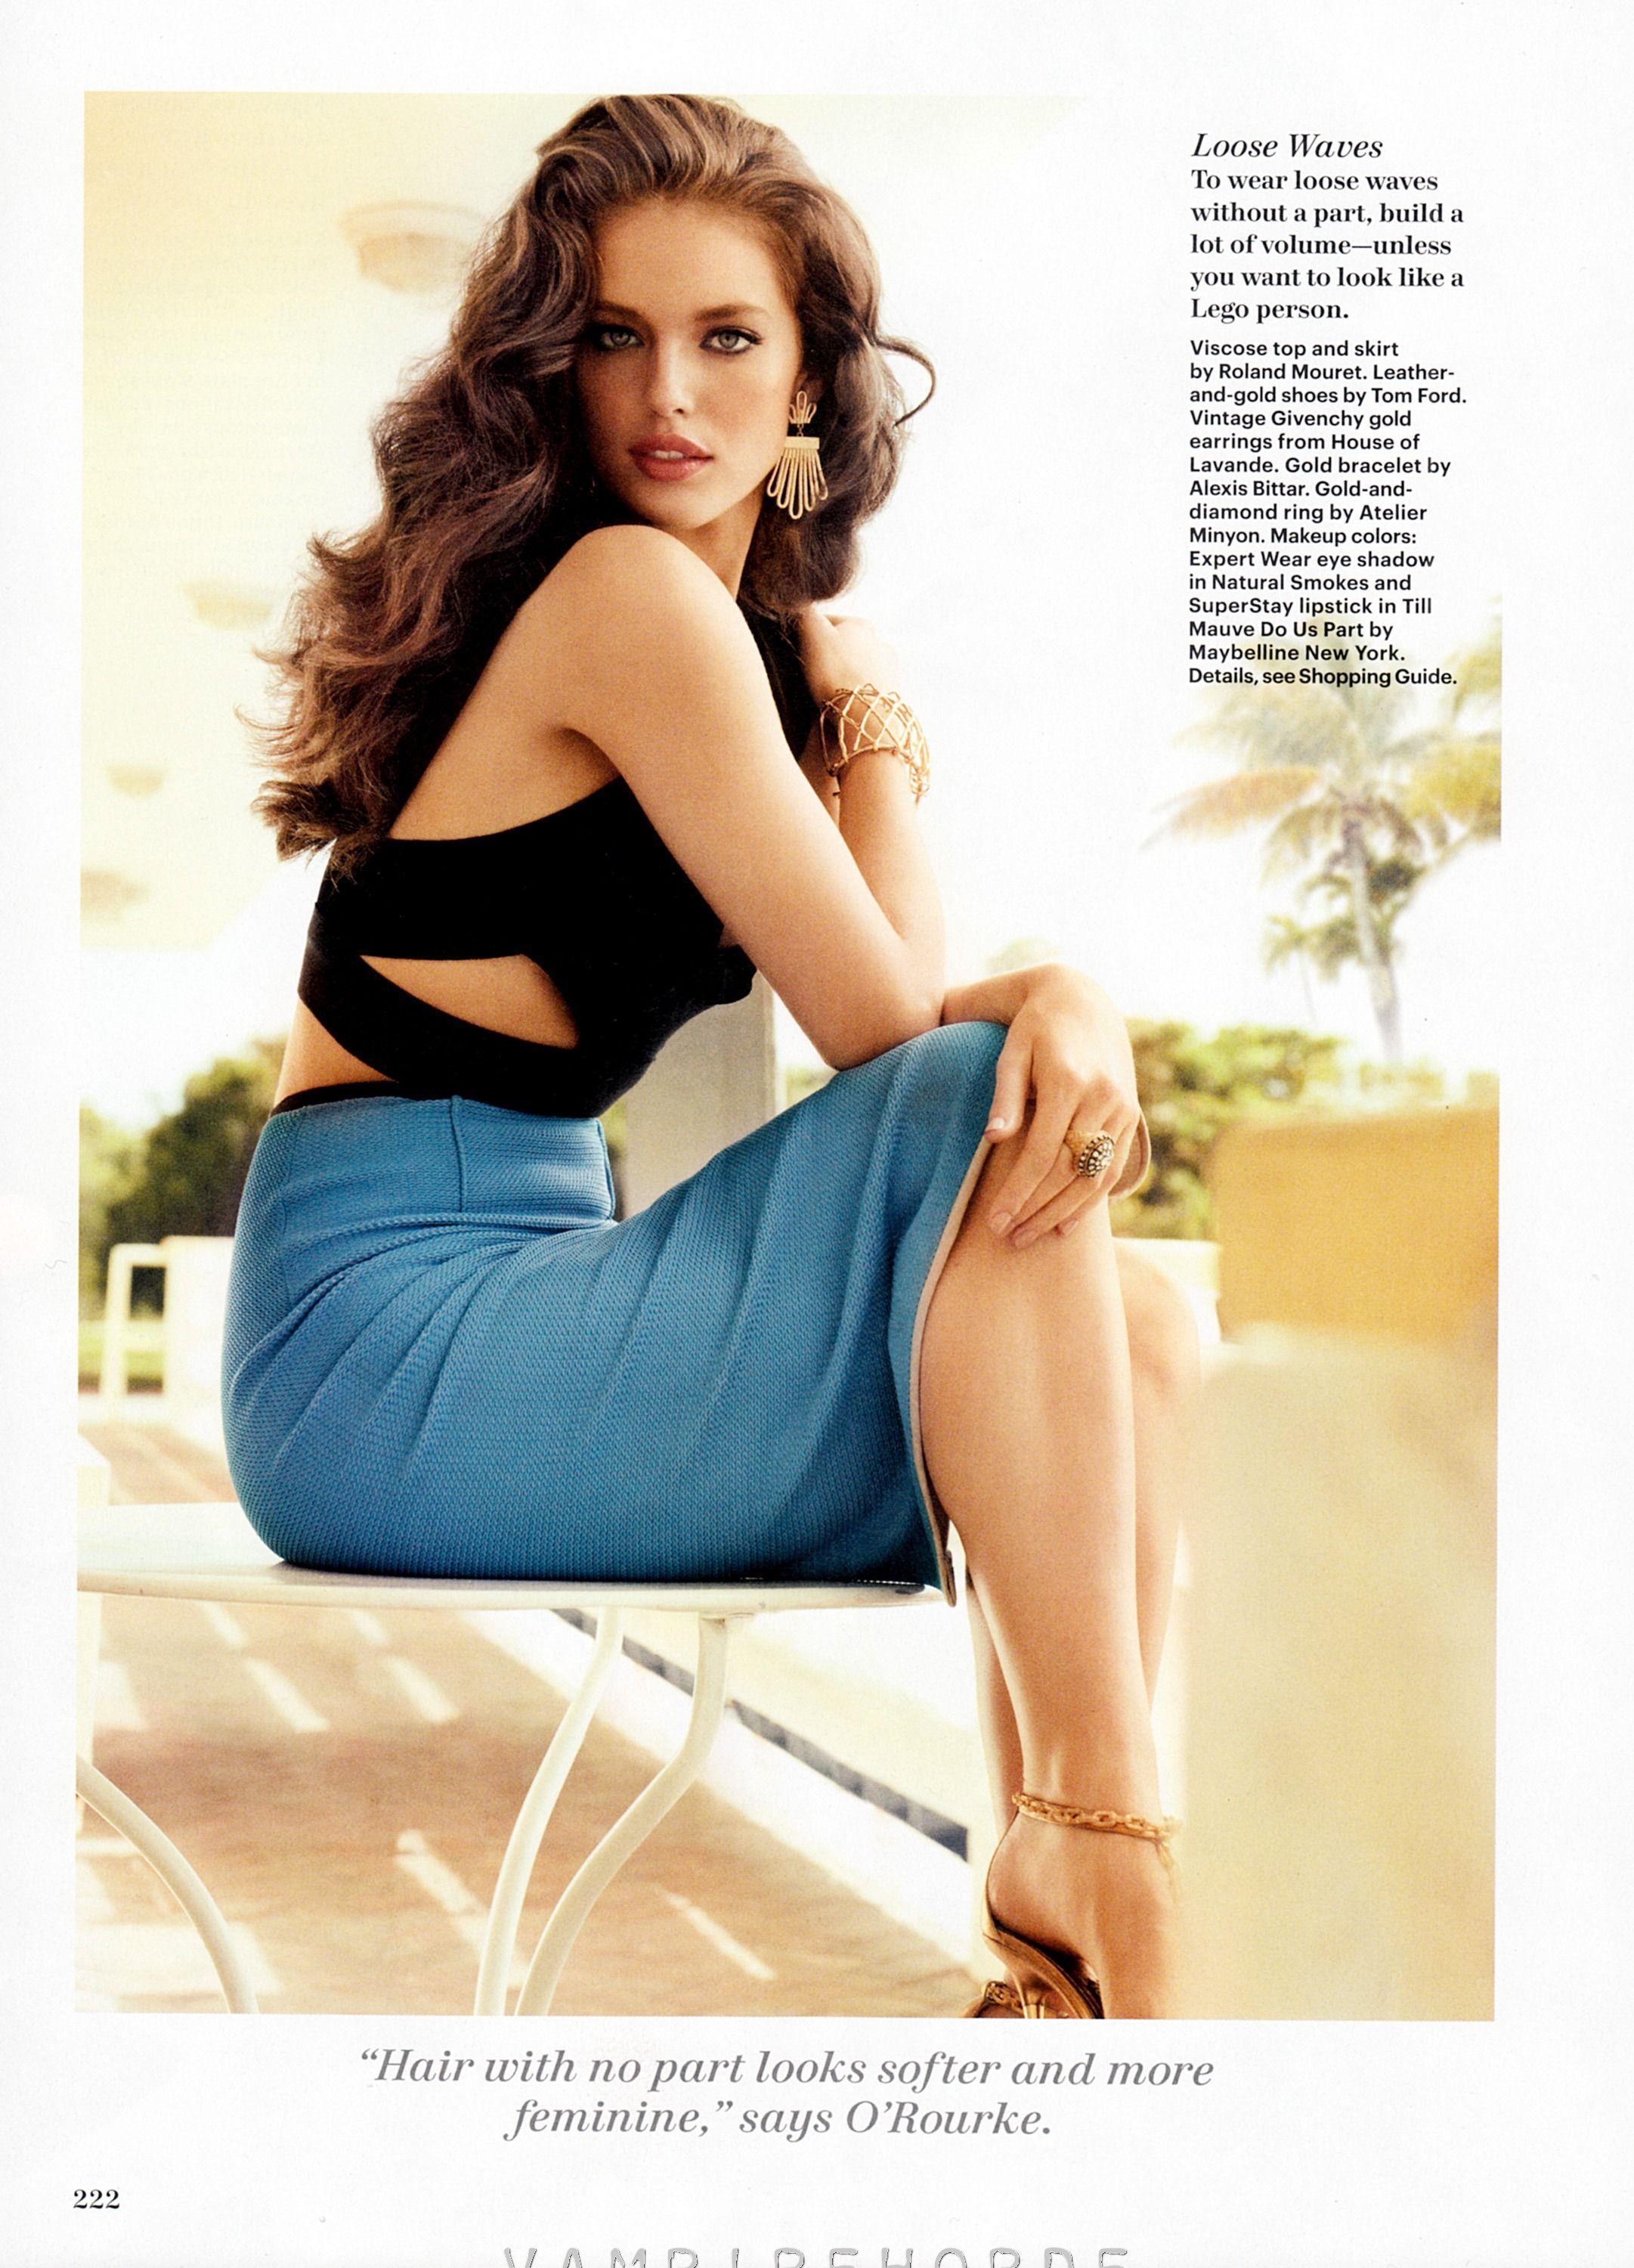 Loose Waves
To wear loose waves
without a part, build a
lot of volume—unless
you want to look like a
Lego person.
Viscose top and skirt
by Roland Mouret. Leather-
and-gold shoes by Tom Ford.
Vintage Givenchy gold
earrings from House of
Lavande. Gold bracelet by
Alexis Bittar. Gold-and-
diamond ring by Atelier
Minyon. Makeup colors:
Expert Wear eye shadow
in Natural Smokes and
SuperStay lipstick in Till
Mauve Do Us Part by
Maybelline New York.
Details, see Shopping Guide.
“Hair with no part looks softer and more
feminine,” says O’Rourke.
222
VAMPIREHORDE